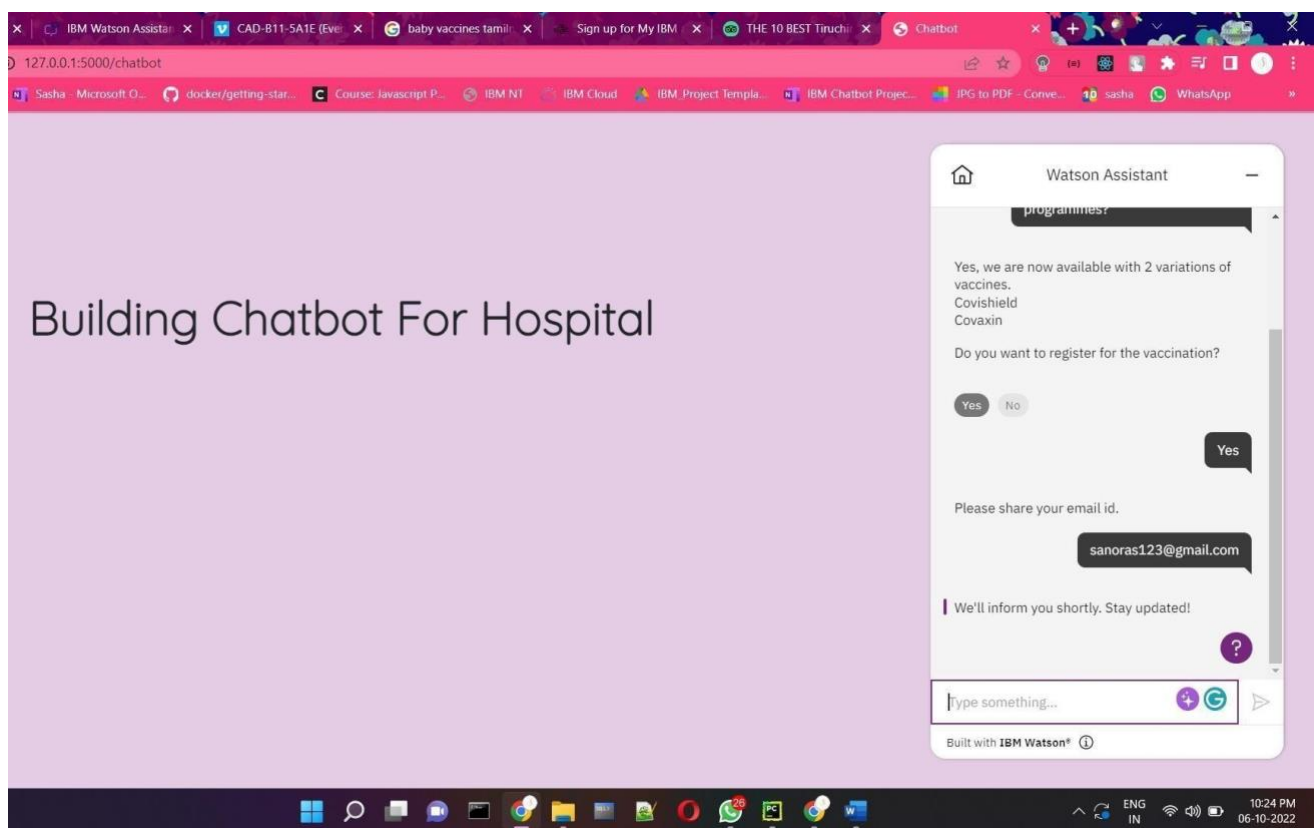 IBM Watson Assistan
CAD-B11-5A1E (Eve
baby vaccines tamiln
Sign up for My IBM
THE 10 BEST Tiruchi
Chatbot
127.0.0.1:5000/chatbot
Sasha - Microsoft O...
docker/getting-star...
Course: Javascript P...
IBM NT
IBM Cloud
IBM_Project Templa...
IBM Chatbot Projec...
JPG to PDF - Conve...
sasha
WhatsApp
»
Building Chatbot For Hospital
Watson Assistant
programmes?
Yes, we are now available with 2 variations of
vaccines.
Covishield
Covaxin
Do you want to register for the vaccination?
Yes No
Yes
Please share your email id.
sanoras123@gmail.com
We'll inform you shortly. Stay updated!
?
Type something...
Built with IBM Watson®
26
ENG
IN
10:24 PM
06-10-2022